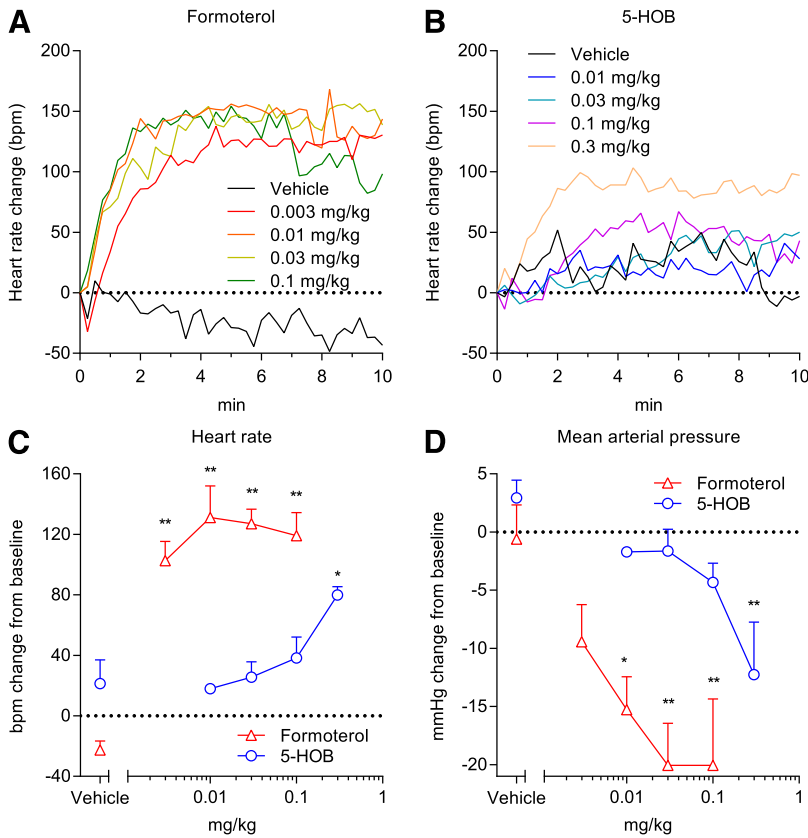 A
Formoterol
Heart rate change (bpm)
200
150
100
50
0
-50
0
2
4
6
8
10
min
Vehicle
0.003 mg/kg
0.01 mg/kg
0.03 mg/kg
0.1 mg/kg
B
5-HOB
Heart rate change (bpm)
200
150
100
50
0
-50
0
2
4
6
8
10
min
Vehicle
0.01 mg/kg
0.03 mg/kg
0.1 mg/kg
0.3 mg/kg
C
Heart rate
bpm change from baseline
160
120
80
40
0
-40
**
**
**
**
*
Formoterol
5-HOB
Vehicle
0.01
0.1
1
mg/kg
D
Mean arterial pressure
mmHg change from baseline
5
0
-5
-10
-15
-20
Formoterol
5-HOB
*
**
**
**
Vehicle
0.01
0.1
1
mg/kg